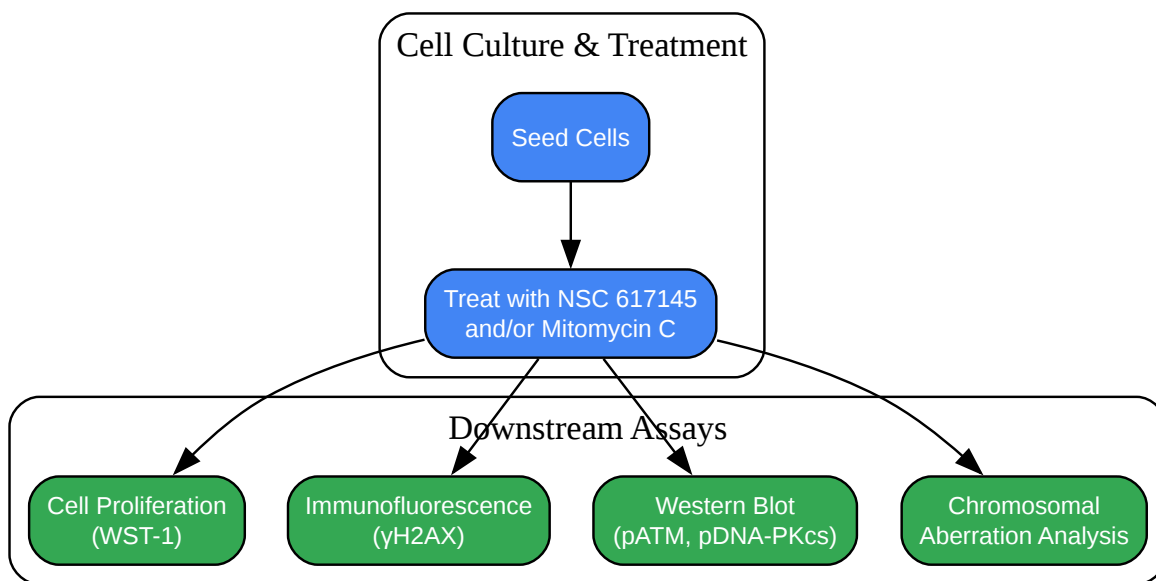 Cell Culture & Treatment
Seed Cells
Treat with NSC 617145
and/or Mitomycin C
Downstream Assays
Cell Proliferation
(WST-1)
Immunofluorescence
(γH2AX)
Western Blot
(pATM, pDNA-PKcs)
Chromosomal
Aberration Analysis